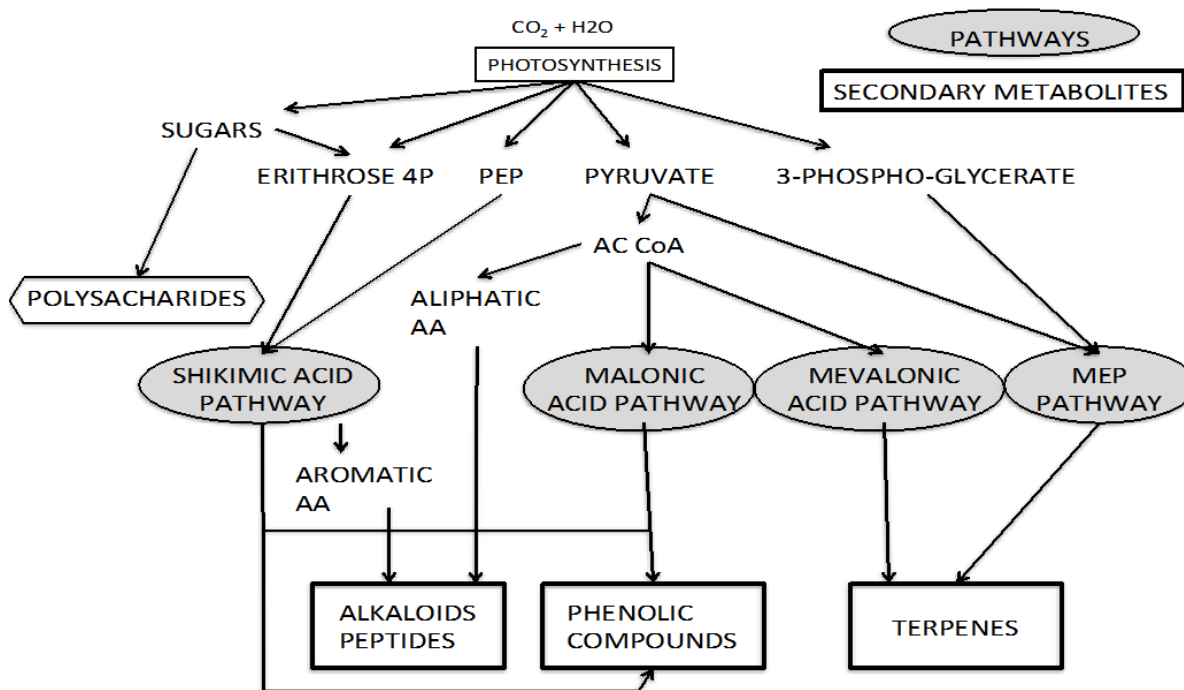 CO₂ + H2O
PATHWAYS
PHOTOSYNTHESIS
SECONDARY METABOLITES
SUGARS
ERITHROSE 4P
PEP
PYRUVATE
3-PHOSPHO-GLYCERATE
AC CoA
POLYSACHARIDES
ALIPHATIC
AA
SHIKIMIC ACID
PATHWAY
MALONIC
ACID PATHWAY
MEVALONIC
ACID PATHWAY
MEP
PATHWAY
AROMATIC
AA
ALKALOIDS
PEPTIDES
PHENOLIC
COMPOUNDS
TERPENES